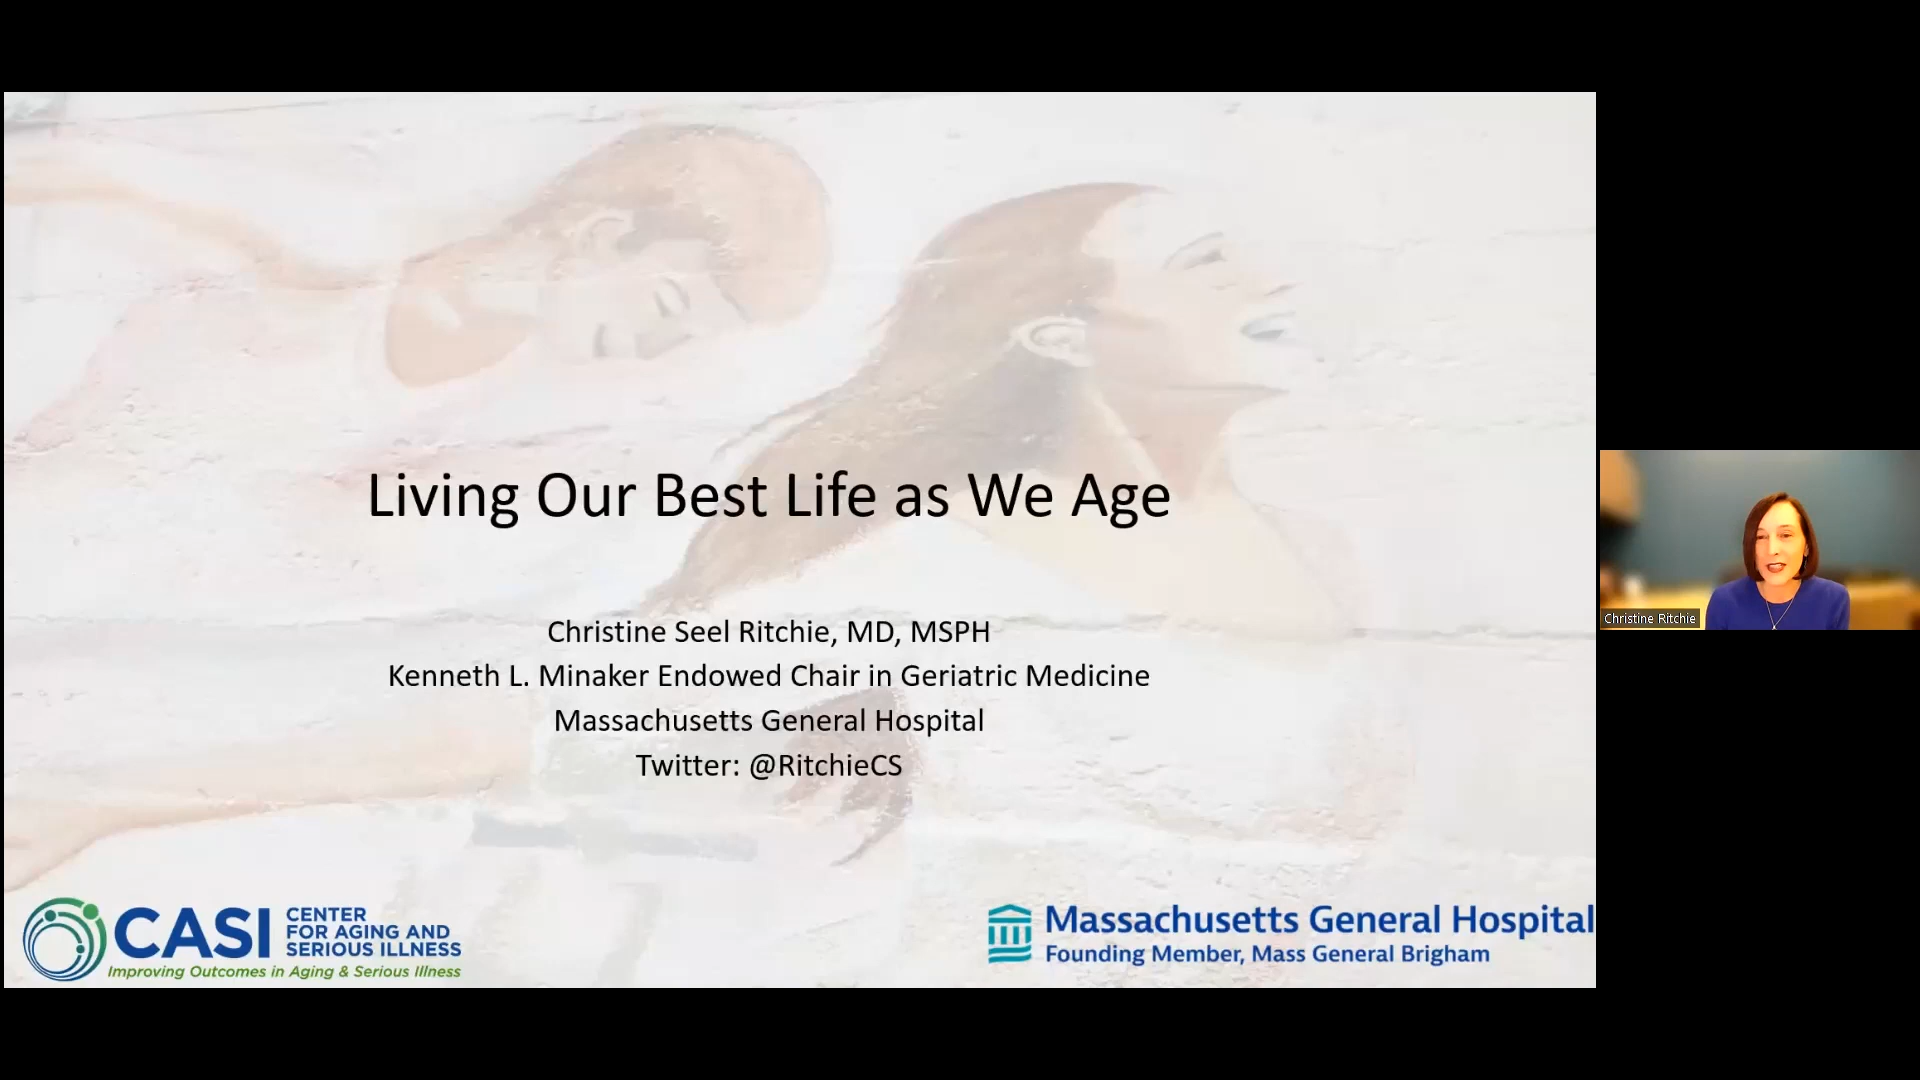 Living Our Best Life as We Age
Christine Seel Ritchie, MD, MSPH
Kenneth L. Minaker Endowed Chair in Geriatric Medicine
Massachusetts General Hospital
Twitter: @RitchieCS
CASI
CENTER
FOR AGING AND
SERIOUS ILLNESS
Improving Outcomes in Aging & Serious Illness
Massachusetts General Hospital
Founding Member, Mass General Brigham
Christine Ritchie